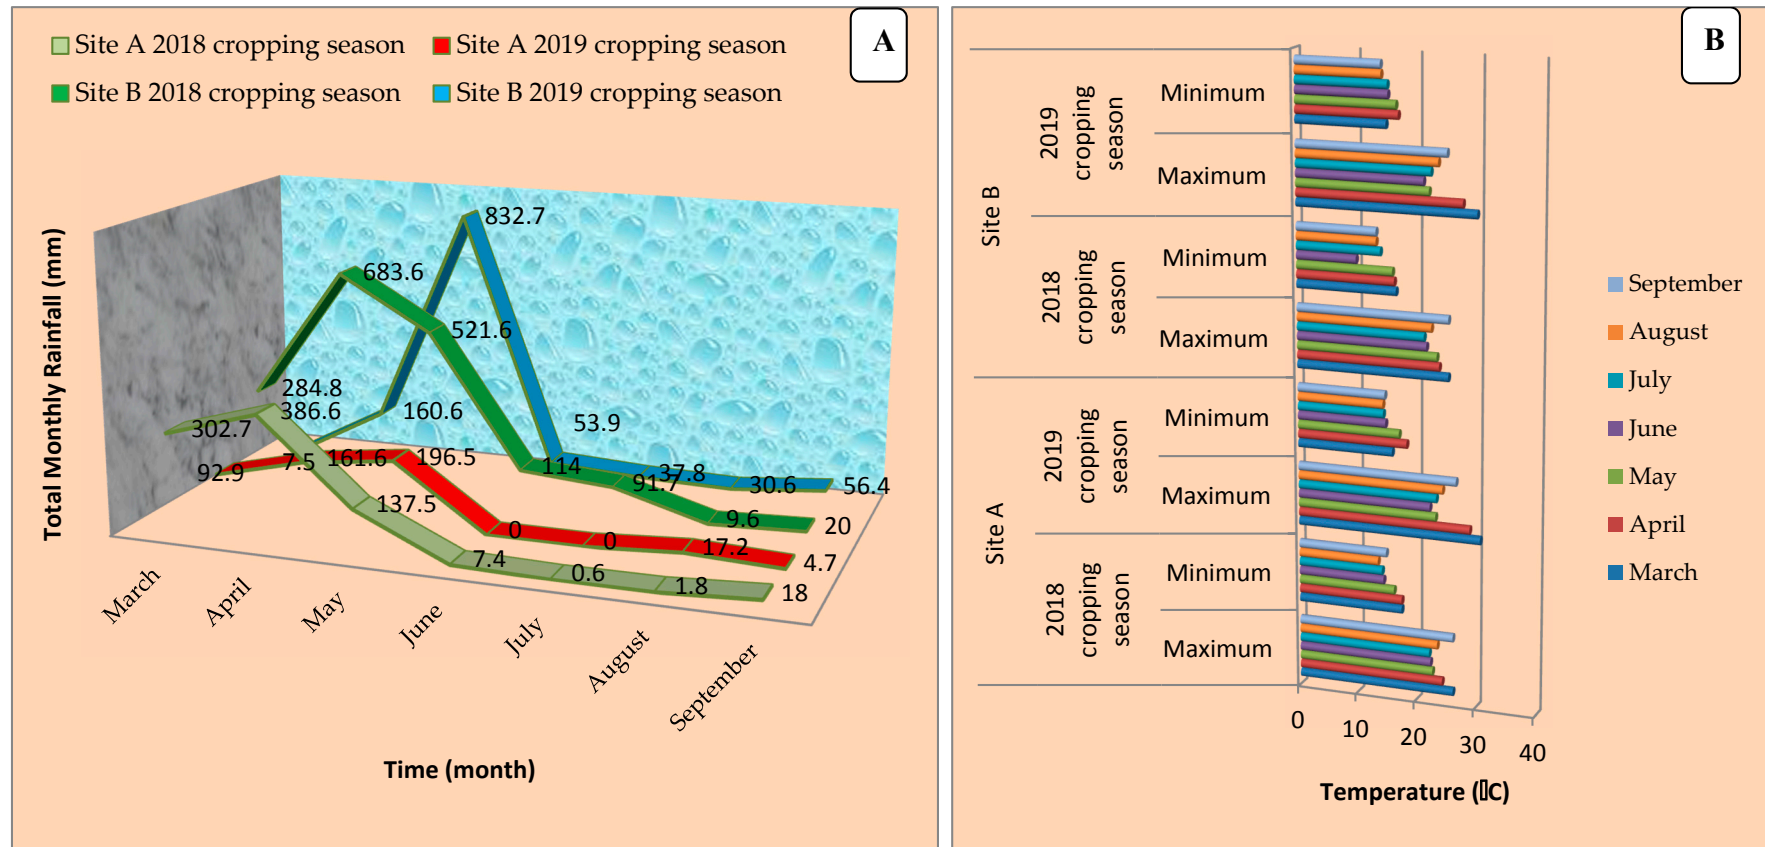 Site A 2018 cropping season
Site A 2019 cropping season
Site B 2018 cropping season
Site B 2019 cropping season
A
Total Monthly Rainfall (mm)
832.7
683.6
521.6
284.8
386.6
160.6
302.7
53.9
92.9
7.5
161.6
196.5
114
37.8
91.7
30.6
56.4
137.5
9.6
20
0
0
17.2
4.7
7.4
0.6
1.8
18
March
April
May
June
July
August
September
Time (month)
B
Site B
2019
cropping
season
Minimum
Maximum
2018
cropping
season
Minimum
Maximum
Site A
2019
cropping
season
Minimum
Maximum
2018
cropping
season
Minimum
Maximum
0
10
20
30
40
Temperature (▯C)
September
August
July
June
May
April
March